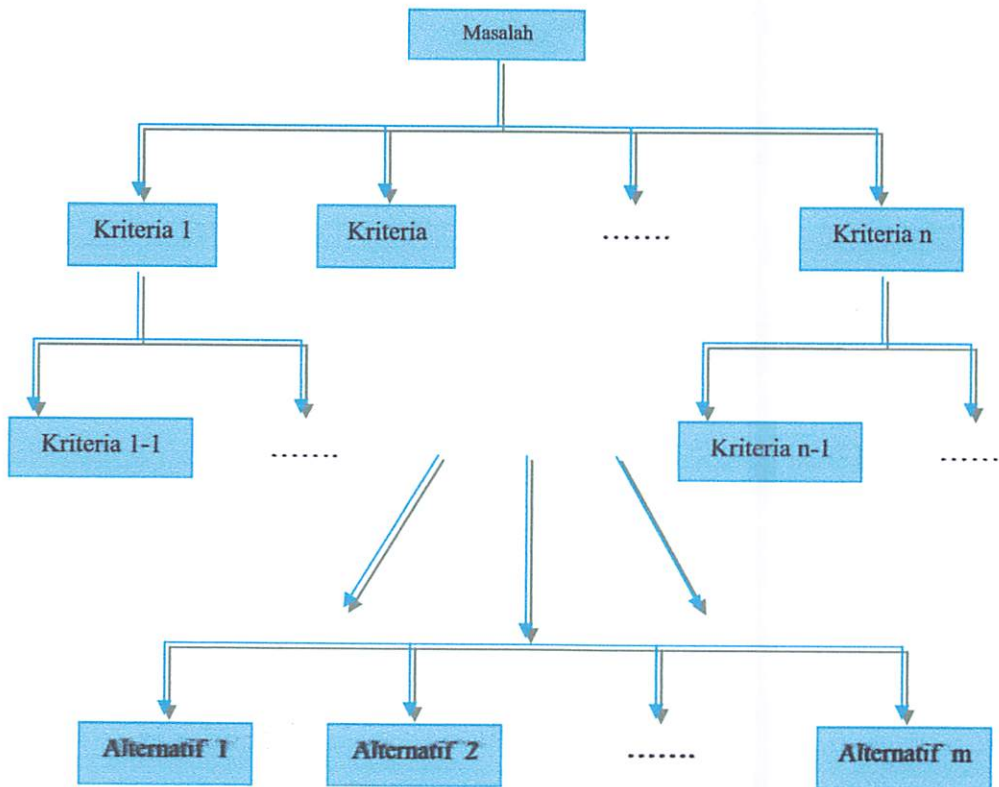 Masalah
Kriteria 1
Kriteria
.......
Kriteria n
Kriteria 1-1
.......
Kriteria n-1
......
Alternatif 1
Alternatif 2
.......
Alternatif m